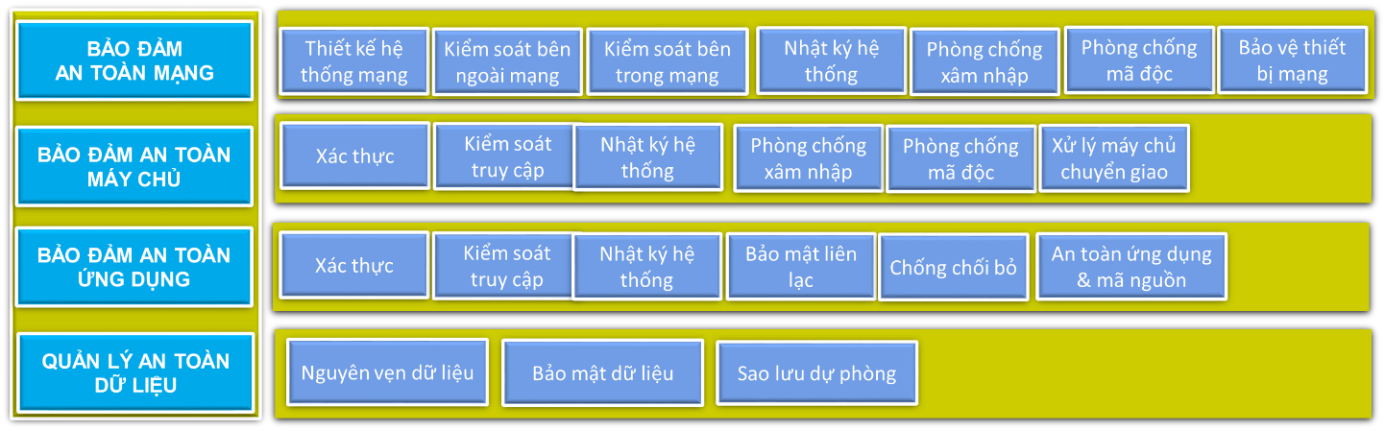 BẢO ĐẢM
AN TOÀN MẠNG
Thiết kế hệ
thống mạng
Kiểm soát bên
ngoài mạng
Kiểm soát bên
trong mạng
Nhật ký hệ
thống
Phòng chống
xâm nhập
Phòng chống
mã độc
Bảo vệ thiết
bị mạng
BẢO ĐẢM AN TOÀN
MÁY CHỦ
Xác thực
Kiểm soát
truy cập
Nhật ký hệ
thống
Phòng chống
xâm nhập
Phòng chống
mã độc
Xử lý máy chủ
chuyển giao
BẢO ĐẢM AN TOÀN
ỨNG DỤNG
Xác thực
Kiểm soát
truy cập
Nhật ký hệ
thống
Bảo mật liên
lạc
Chống chối bỏ
An toàn ứng dụng
& mã nguồn
QUẢN LÝ AN TOÀN
DỮ LIỆU
Nguyên vẹn dữ liệu
Bảo mật dữ liệu
Sao lưu dự phòng